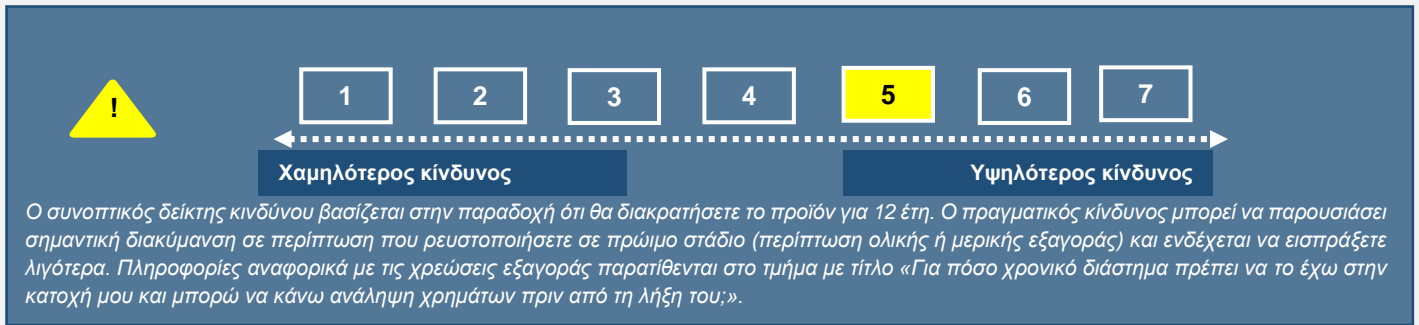 !
1 2 3 4 5 6 7
Χαμηλότερος κίνδυνος Υψηλότερος κίνδυνος
Ο συνοπτικός δείκτης κινδύνου βασίζεται στην παραδοχή ότι θα διακρατήσετε το προϊόν για 12 έτη. Ο πραγματικός κίνδυνος μπορεί να παρουσιάσει
σημαντική διακύμανση σε περίπτωση που ρευστοποιήσετε σε πρώιμο στάδιο (περίπτωση ολικής ή μερικής εξαγοράς) και ενδέχεται να εισπράξετε
λιγότερα. Πληροφορίες αναφορικά με τις χρεώσεις εξαγοράς παρατίθενται στο τμήμα με τίτλο «Για πόσο χρονικό διάστημα πρέπει να το έχω στην
κατοχή μου και μπορώ να κάνω ανάληψη χρημάτων πριν από τη λήξη του;».